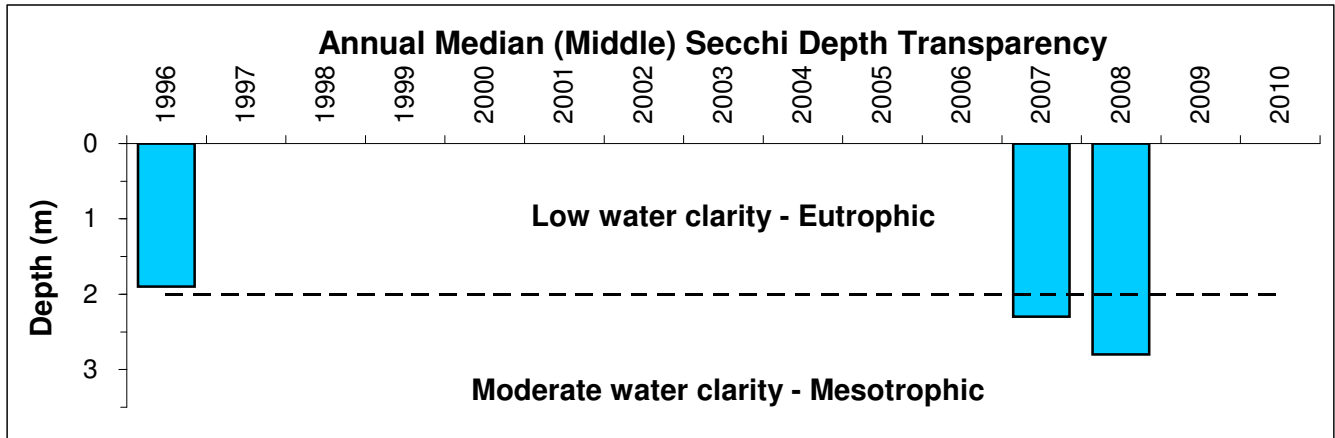 Annual Median (Middle) Secchi Depth Transparency
1996 1997 1998 1999 2000 2001 2002 2003 2004 2005 2006 2007 2008 2009 2010
0
1
2
3
Depth (m)
Low water clarity - Eutrophic
Moderate water clarity - Mesotrophic